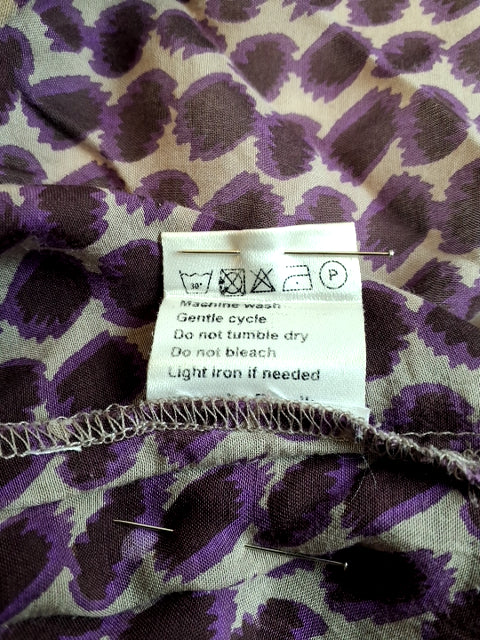 30°
P
Machine wash
Gentle cycle
Do not tumble dry
Do not bleach
Light iron if needed